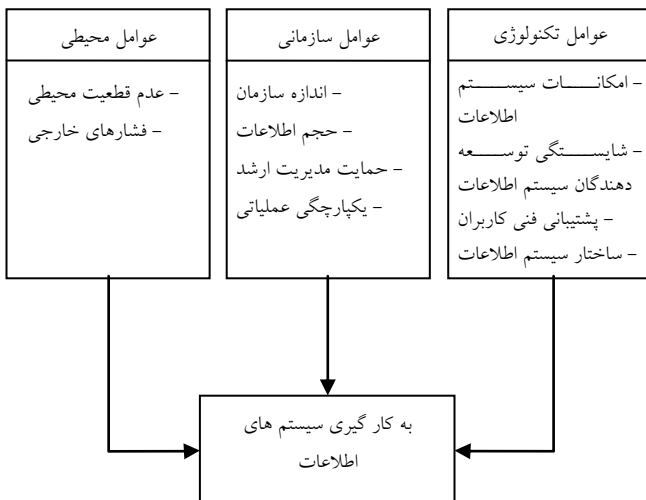 عوامل تکنولوژی
– امکانات سیستم
اطلاعات
– شایستگی توسعه
دهندگان سیستم اطلاعات
– پشتیبانی فنی کاربران
– ساختار سیستم اطلاعات
عوامل سازمانی
– اندازه سازمان
– حجم اطلاعات
– حمایت مدیریت ارشد
– یکپارچگی عملیاتی
عوامل محیطی
– عدم قطعیت محیطی
– فشارهای خارجی
به کار گیری سیستم های
اطلاعات